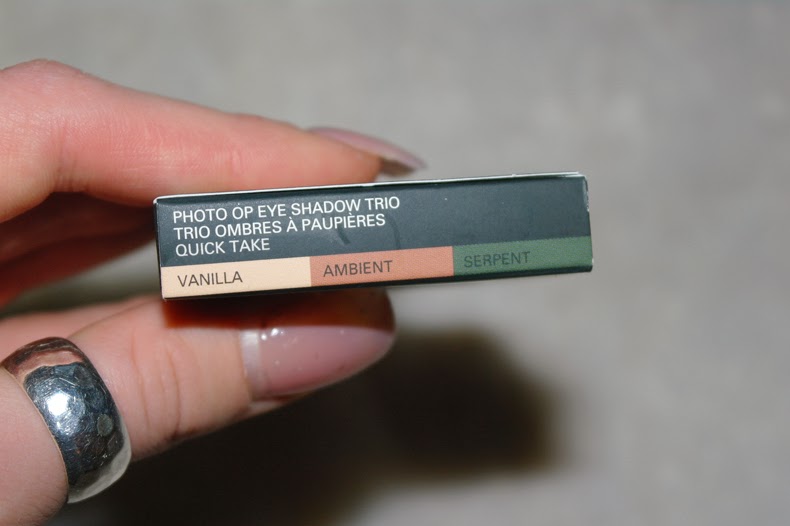 PHOTO OP EYE SHADOW TRIO
TRIO OMBRES À PAUPIÈRES
QUICK TAKE
VANILLA AMBIENT SERPENT